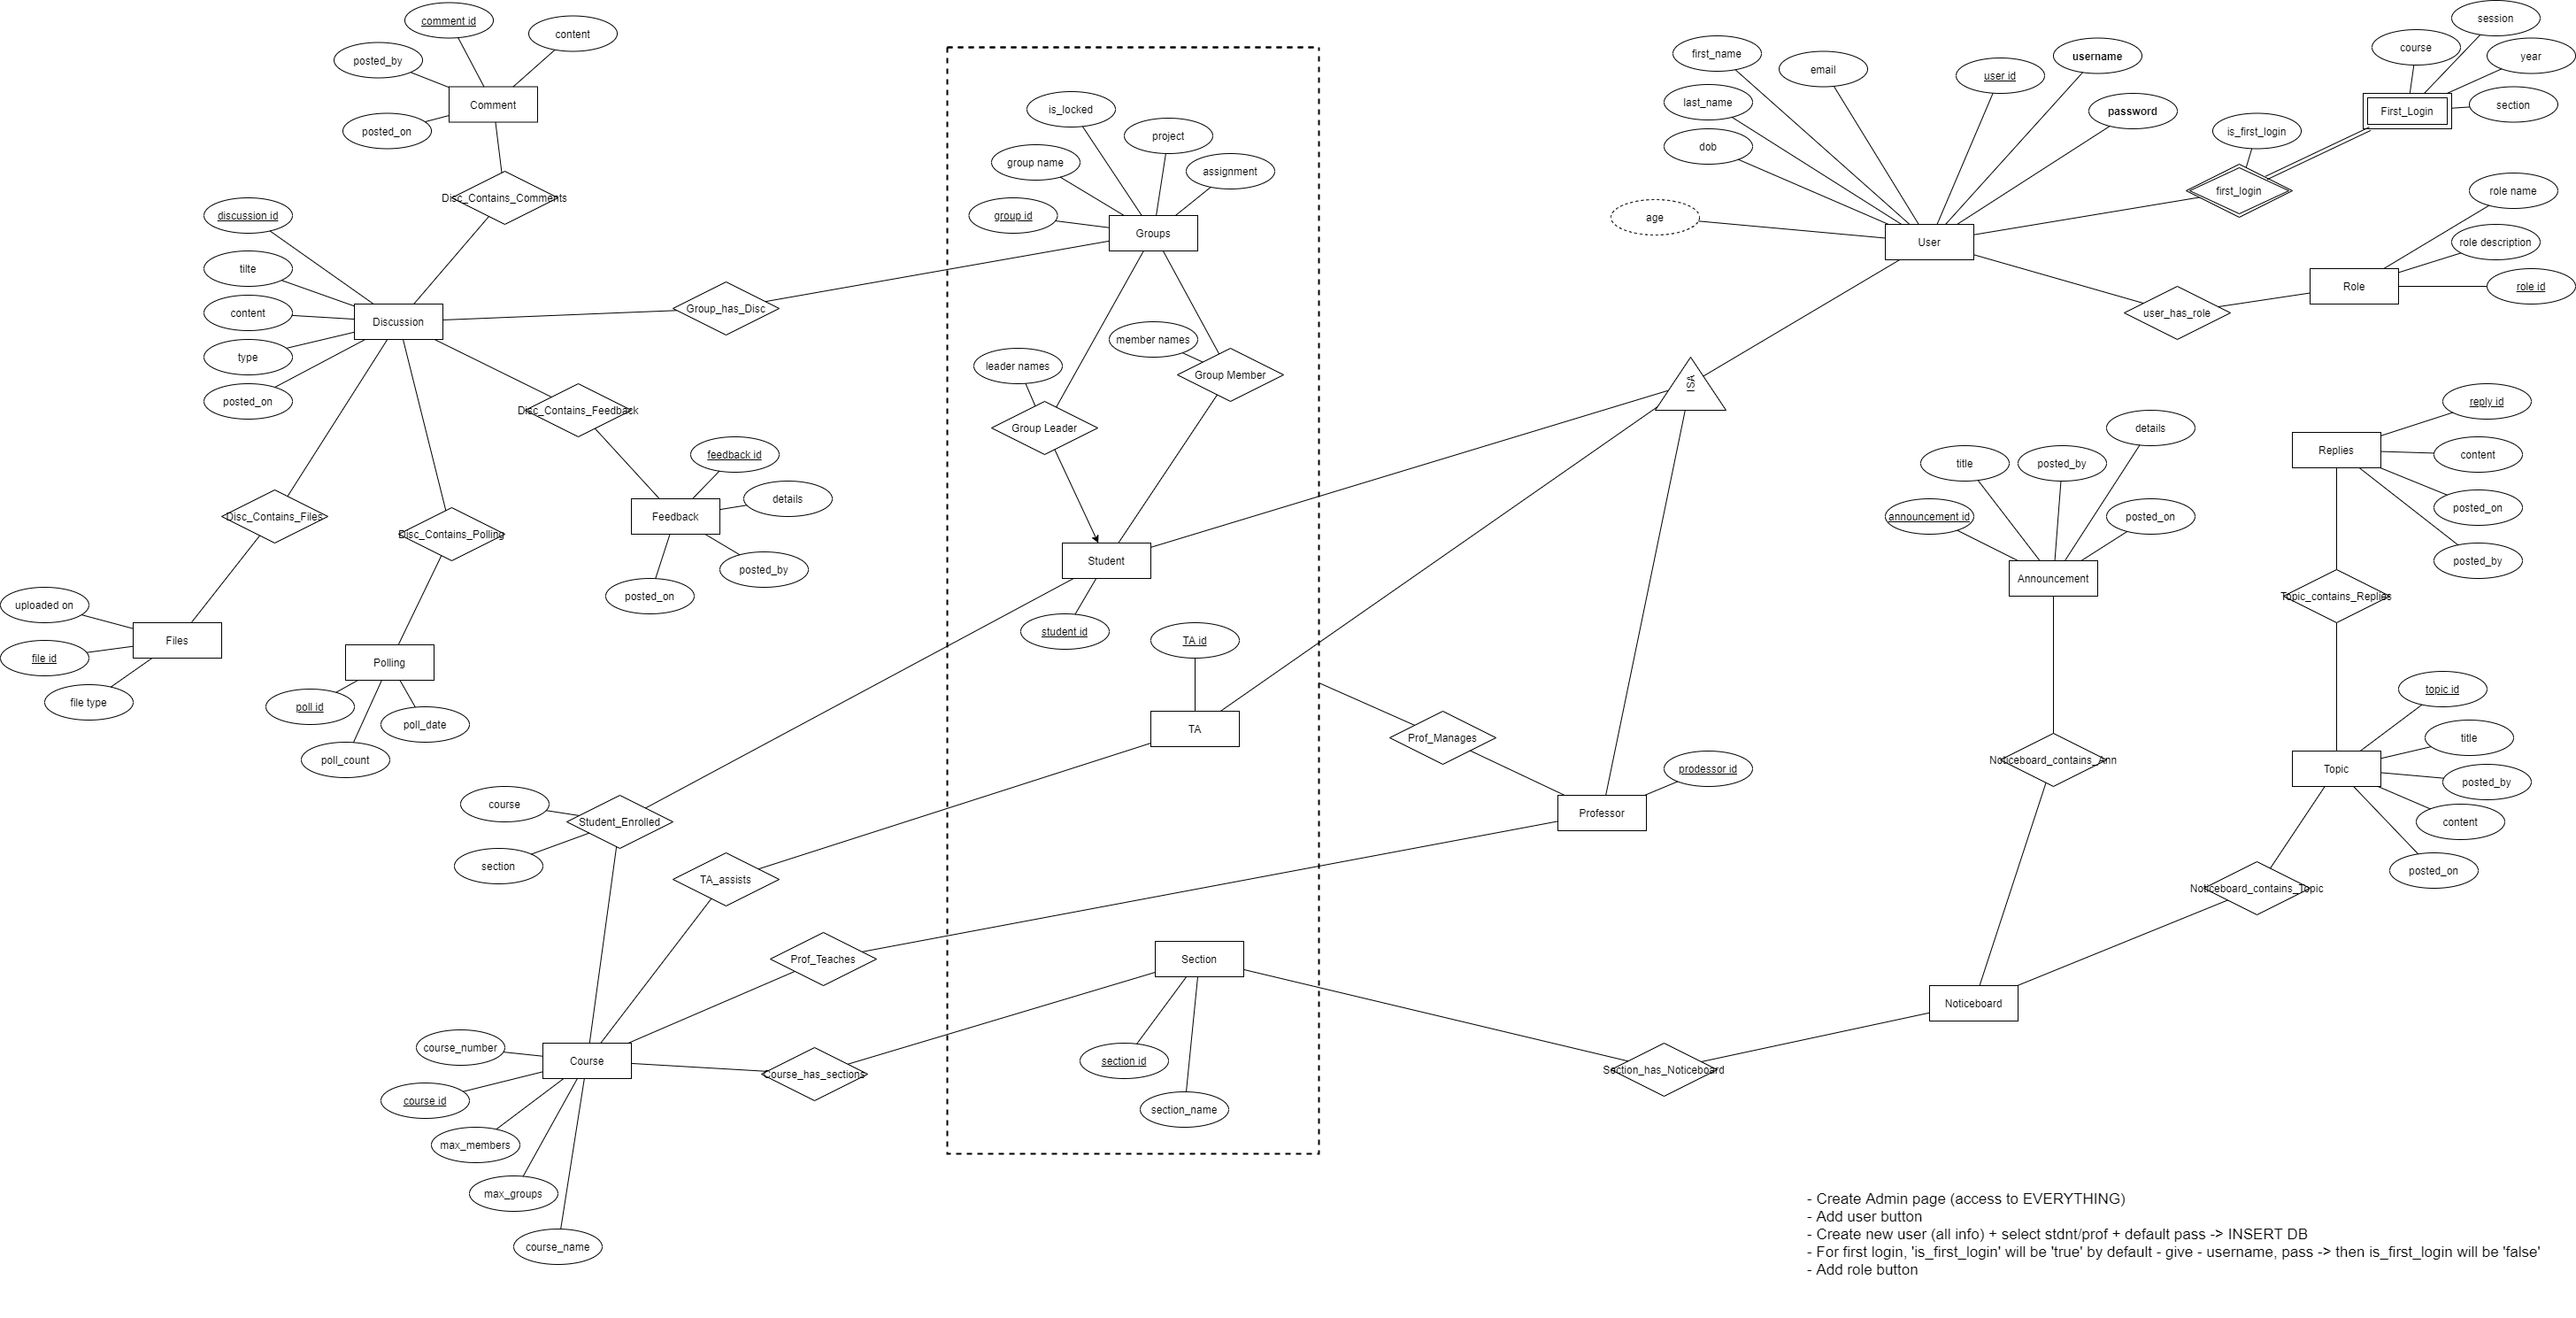 comment id
content
posted_by
Comment
posted_on
Disc_Contains_Comments
discussion id
tilte
content
type
posted_on
Discussion
Group_has_Disc
Disc_Contains_Feedback
feedback id
details
Feedback
posted_by
posted_on
Disc_Contains_Files
Disc_Contains_Polling
uploaded on
Files
file id
file type
Polling
poll id
poll_date
poll_count
is_locked
project
group name
assignment
group id
Groups
member names
leader names
Group Member
Group Leader
Student
student id
TA id
TA
course
Student_Enrolled
section
TA_assists
Prof_Teaches
Section
section id
section_name
course_number
Course
Course_has_sections
course id
max_members
max_groups
course_name
first_name
email
user id
username
last_name
password
dob
age
User
session
course
year
First_Login
section
is_first_login
first_login
role name
role description
Role
role id
user_has_role
ISA
Prof_Manages
prodessor id
Professor
details
title
posted_by
announcement id
posted_on
Announcement
Noticeboard_contains_Ann
reply id
Replies
content
posted_on
posted_by
Topic_contains_Replies
topic id
title
Topic
posted_by
content
posted_on
Noticeboard_contains_Topic
Noticeboard
Section_has_Noticeboard
- Create Admin page (access to EVERYTHING)
- Add user button
- Create new user (all info) + select stdnt/prof + default pass -> INSERT DB
- For first login, 'is_first_login' will be 'true' by default - give - username, pass -> then is_first_login will be 'false'
- Add role button